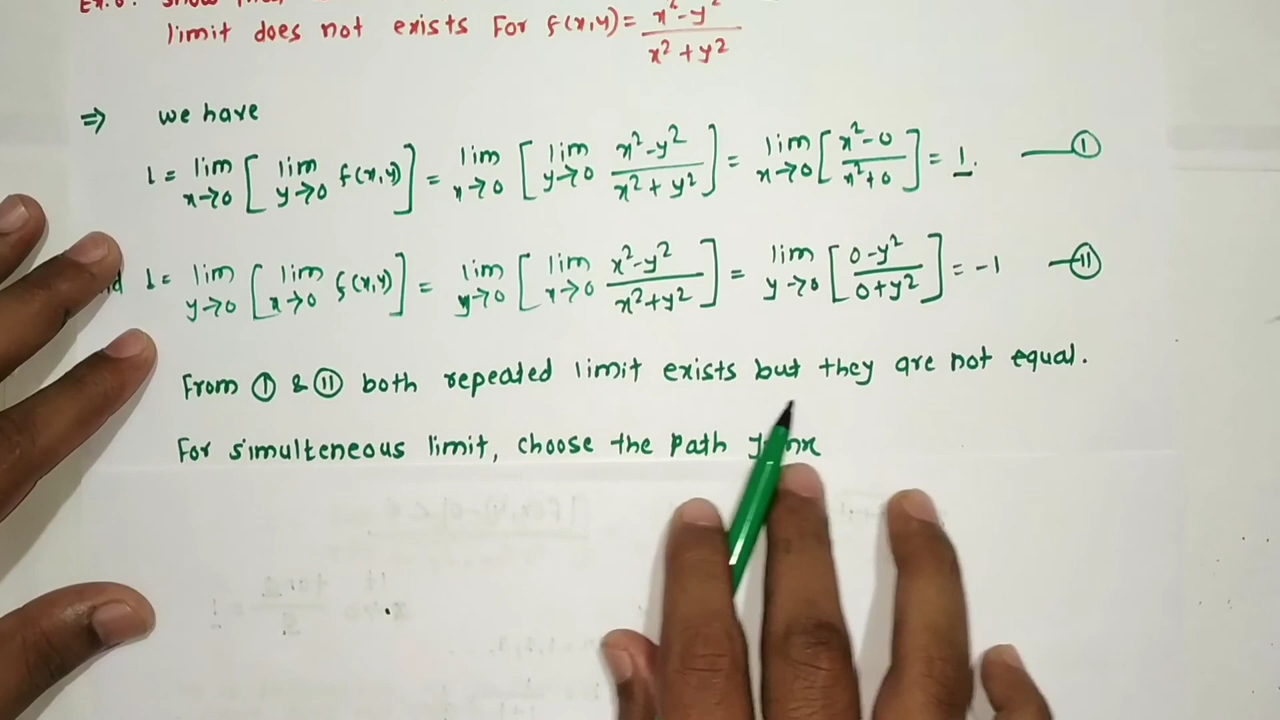 limit does not exists For f(x,y) = x²-y² / x²+y²
⇒ we have
l = lim x→0 [ lim y→0 f(x,y) ] = lim x→0 [ lim y→0 x²-y² / x²+y² ] = lim x→0 [ x²-0 / x²+0 ] = 1. — Ⓘ
l = lim y→0 [ lim x→0 f(x,y) ] = lim y→0 [ lim x→0 x²-y² / x²+y² ] = lim y→0 [ 0-y² / 0+y² ] = -1 — Ⓘⓘ
From Ⓘ & Ⓘⓘ both repeated limit exists but they are not equal.
For simulteneous limit, choose the path